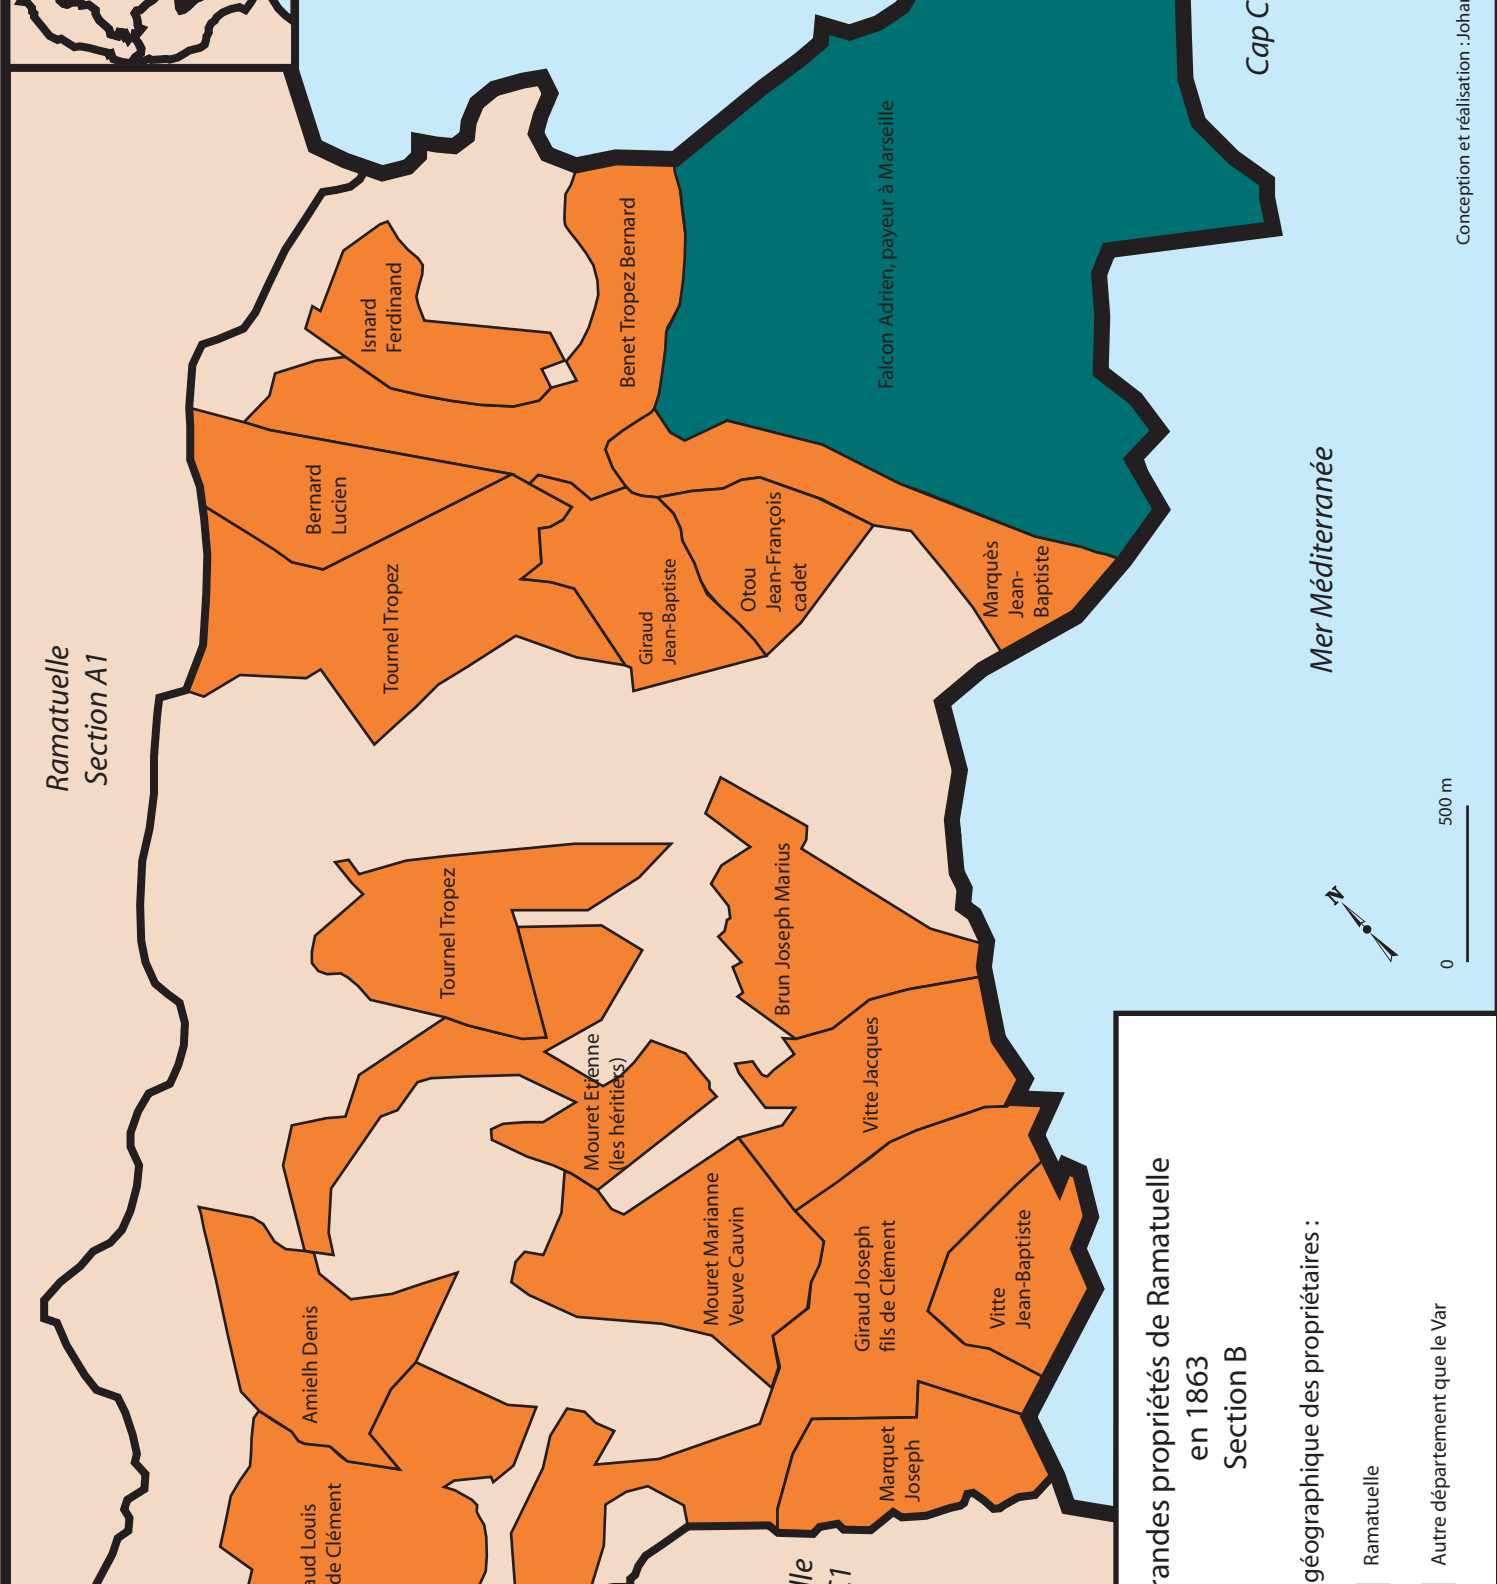 Ramatuelle
Section A1
Isnard
Ferdinand
Benet Tropez Bernard
Falcon Adrien, payeur à Marseille
Bernard
Lucien
Tournel Tropez
Giraud
Jean-Baptiste
Otou
Jean-François
cadet
Marquès
Jean-
Baptiste
Tournel Tropez
Brun Joseph Marius
Mouret Etienne
(les héritiers)
Vitte Jacques
Mouret Marianne
Veuve Cauvin
Giraud Joseph
fils de Clément
Vitte
Jean-Baptiste
Amielh Denis
Louis
de Clément
Marquet
Joseph
Cap
Mer Méditerranée
N
0
500 m
propriétés de Ramatuelle
en 1863
Section B
géographique des propriétaires :
Ramatuelle
Autre département que le Var
Conception et réalisation :